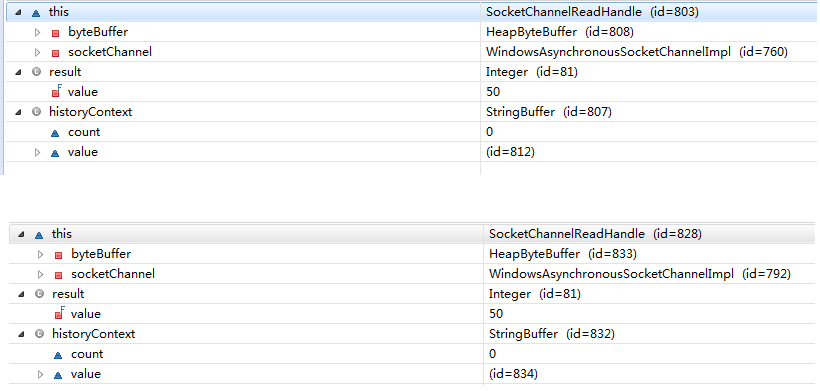 this SocketChannelReadHandle (id=803)
byteBuffer HeapByteBuffer (id=808)
socketChannel WindowsAsynchronousSocketChannelImpl (id=760)
result Integer (id=81)
value 50
historyContext StringBuffer (id=807)
count 0
value (id=812)
this SocketChannelReadHandle (id=828)
byteBuffer HeapByteBuffer (id=833)
socketChannel WindowsAsynchronousSocketChannelImpl (id=792)
result Integer (id=81)
value 50
historyContext StringBuffer (id=832)
count 0
value (id=834)